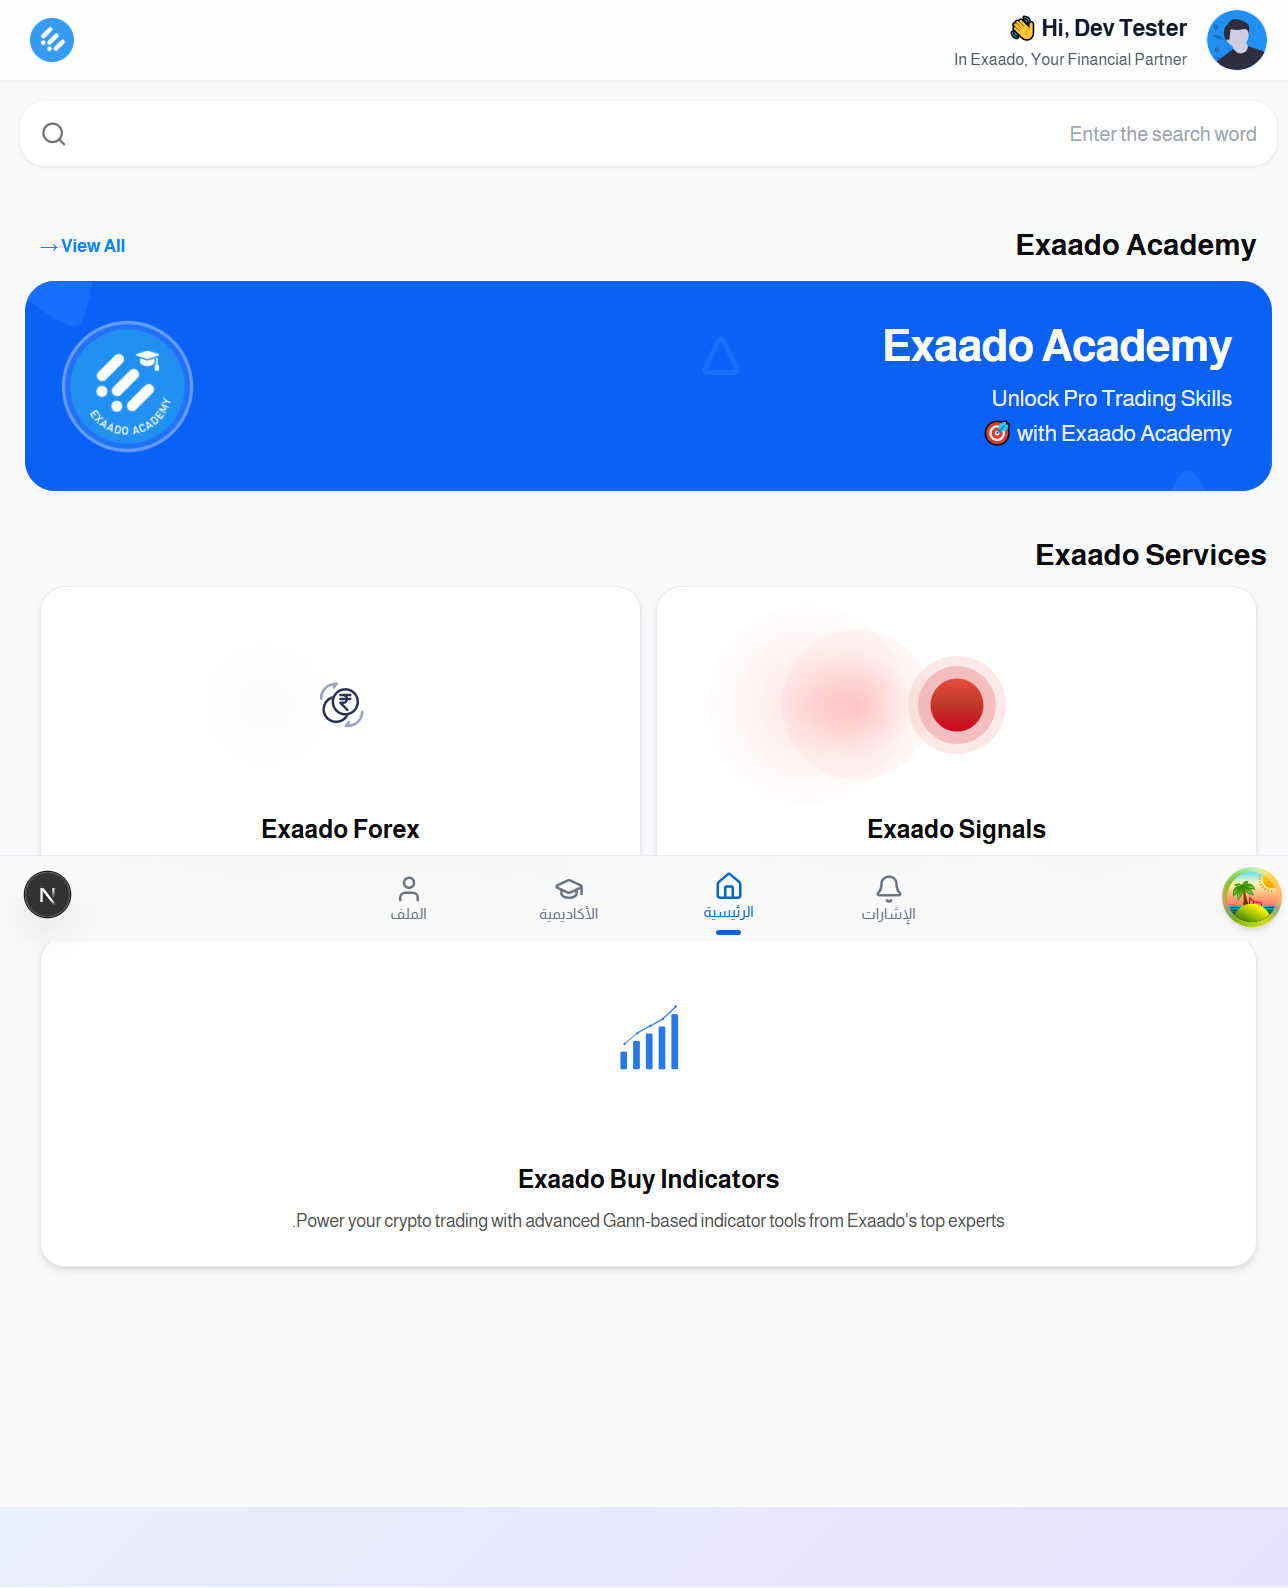 Hi, Dev Tester 👋
In Exaado, Your Financial Partner
Enter the search word
Exaado Academy
→ View All
Exaado Academy
Unlock Pro Trading Skills
with Exaado Academy 🎯
EXAADO ACADEMY
Exaado Services
Exaado Signals
Exaado Forex
الإشارات
الرئيسية
الأكاديمية
الملف
N
Exaado Buy Indicators
.Power your crypto trading with advanced Gann-based indicator tools from Exaado's top experts